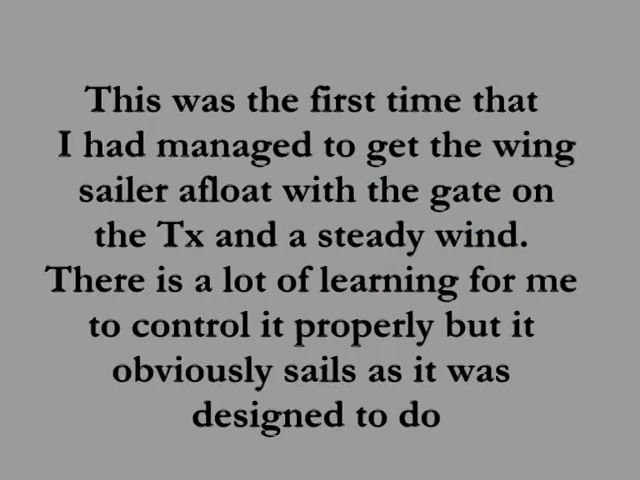 This was the first time that
I had managed to get the wing
sailer afloat with the gate on
the Tx and a steady wind.
There is a lot of learning for me
to control it properly but it
obviously sails as it was
designed to do